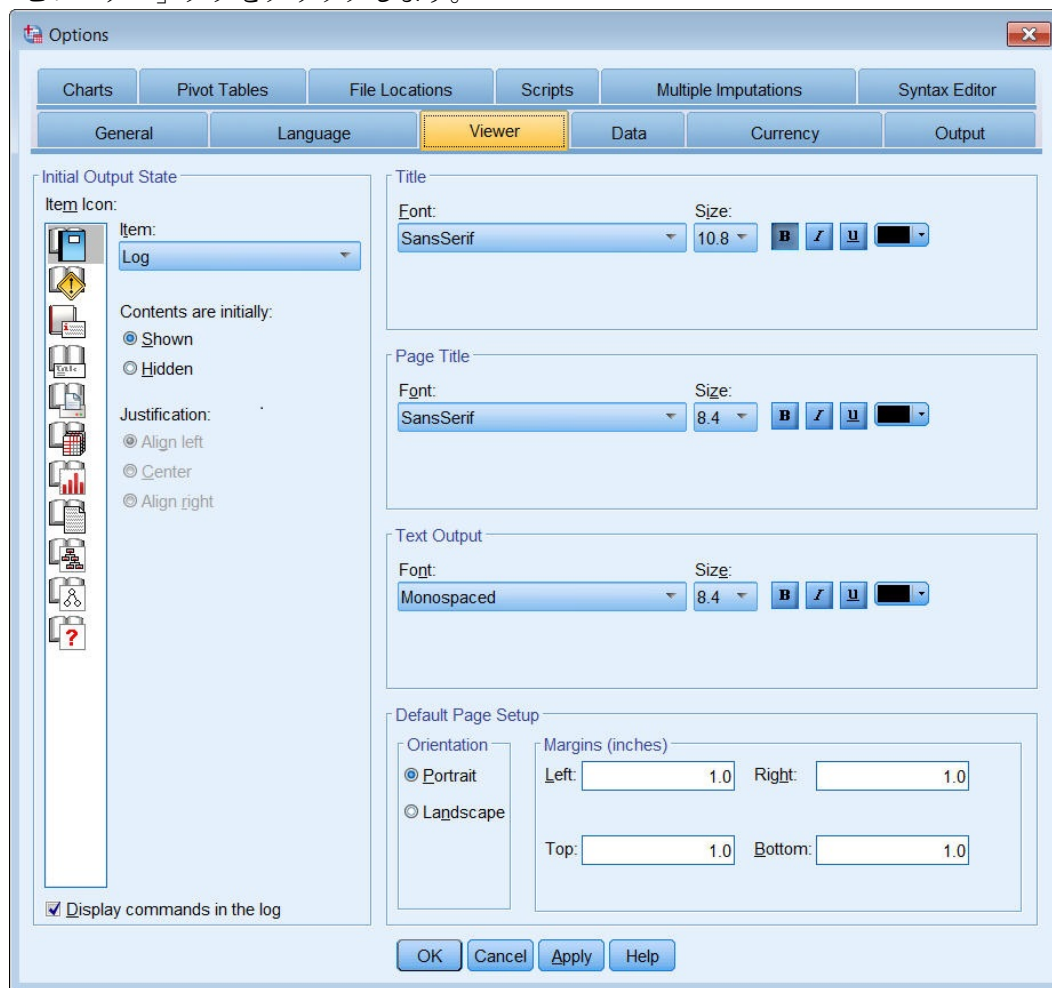 Options
Charts Pivot Tables File Locations Scripts Multiple Imputations Syntax Editor
General Language Viewer Data Currency Output
Initial Output State
Item Icon:
Item:
Log
Contents are initially:
Shown
Hidden
Justification:
Align left
Center
Align right
Display commands in the log
Title
Font: Size:
SansSerif 10.8 B I U
Page Title
Font: Size:
SansSerif 8.4 B I U
Text Output
Font: Size:
Monospaced 8.4 B I U
Default Page Setup
Orientation
Portrait
Landscape
Margins (inches)
Left: 1.0 Right: 1.0
Top: 1.0 Bottom: 1.0
OK Cancel Apply Help